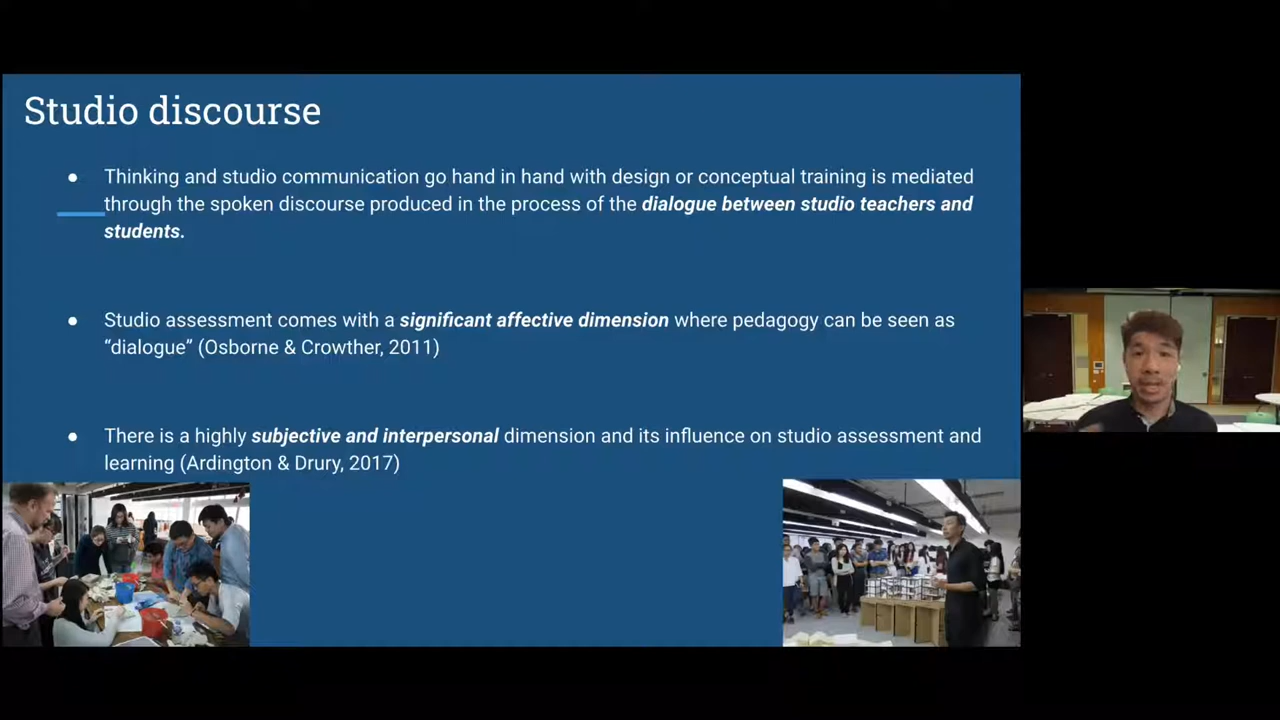 Studio discourse
● Thinking and studio communication go hand in hand with design or conceptual training is mediated
through the spoken discourse produced in the process of the dialogue between studio teachers and
students.
● Studio assessment comes with a significant affective dimension where pedagogy can be seen as
“dialogue” (Osborne & Crowther, 2011)
● There is a highly subjective and interpersonal dimension and its influence on studio assessment and
learning (Ardington & Drury, 2017)